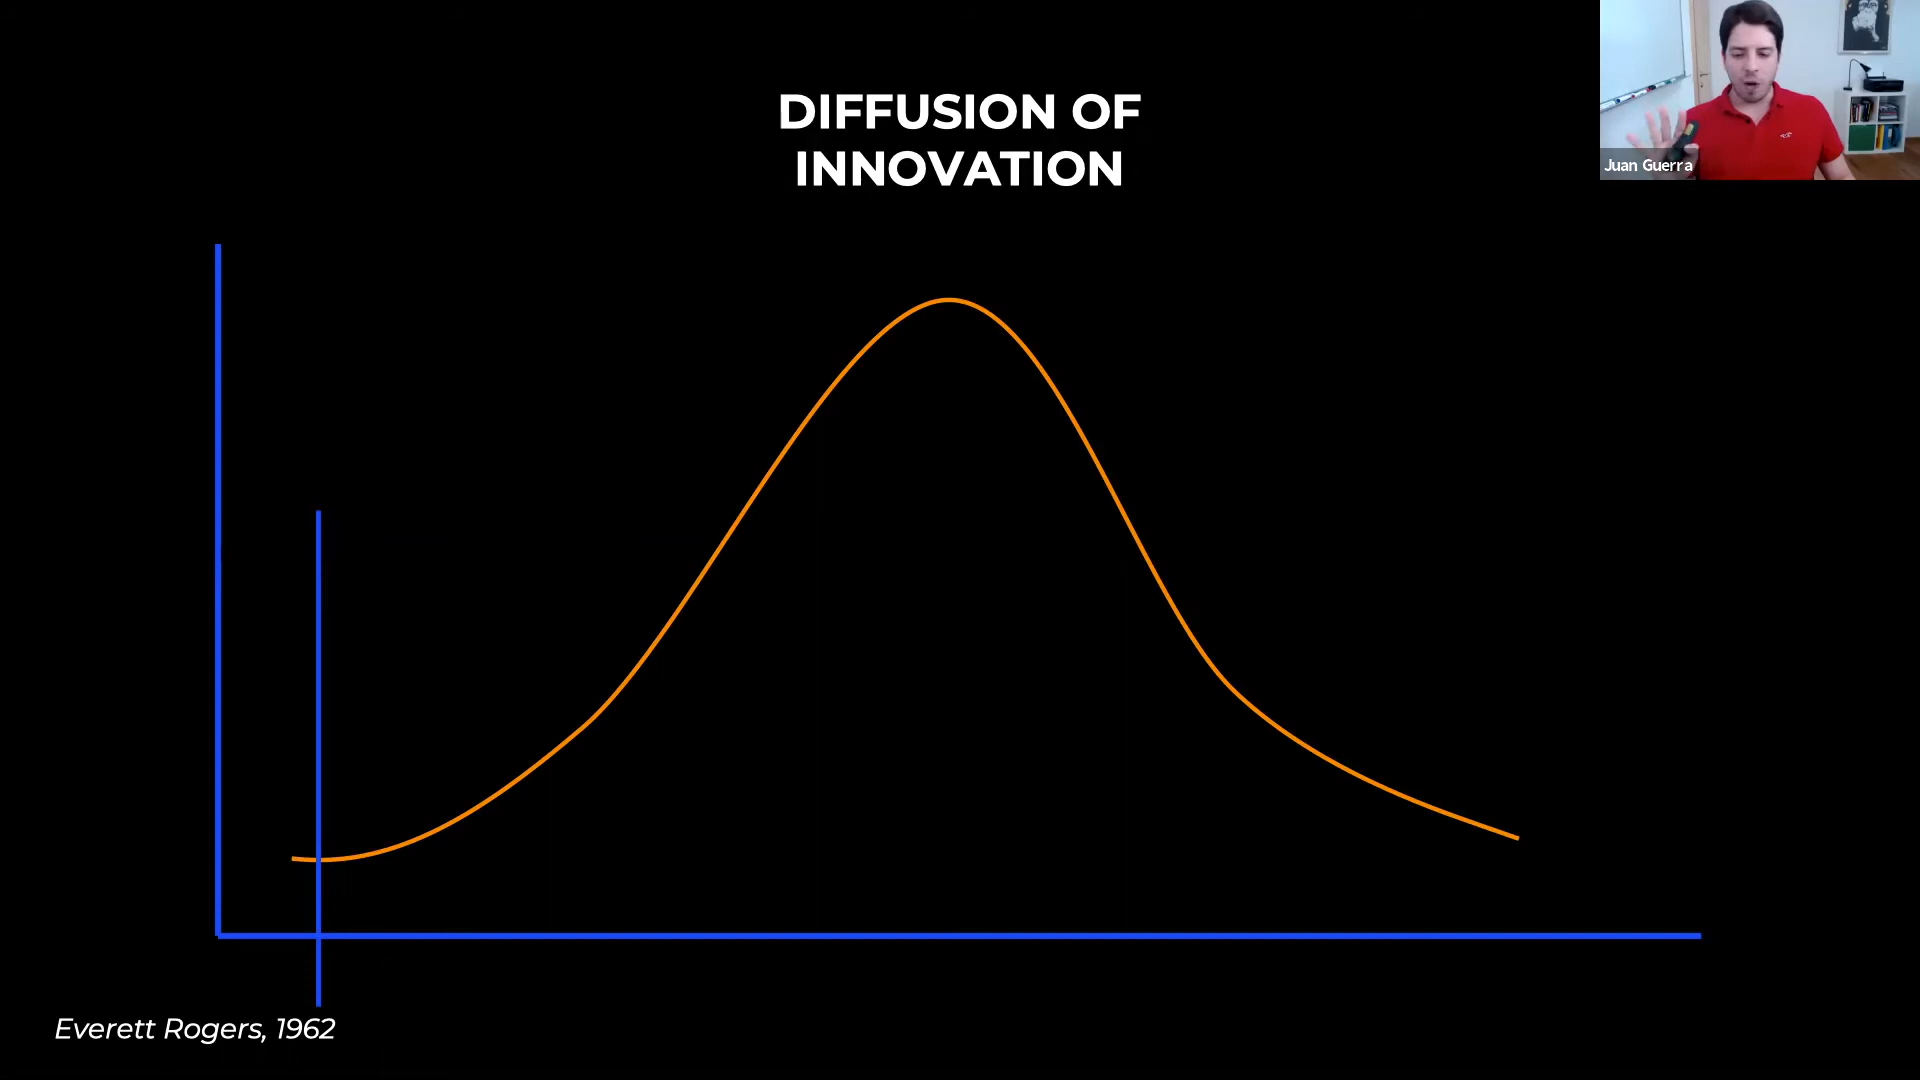 DIFFUSION OF
INNOVATION
Juan Guerra
Everett Rogers, 1962